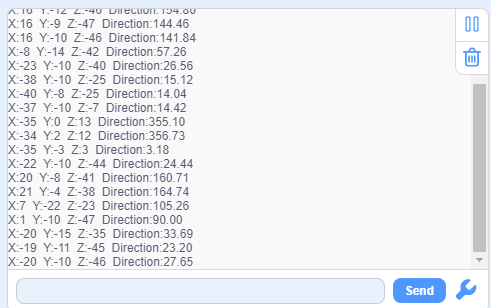 X:16 Y:-12 Z:-46 Direction:154.80
X:16 Y:-9 Z:-47 Direction:144.46
X:16 Y:-10 Z:-46 Direction:141.84
X:-8 Y:-14 Z:-42 Direction:57.26
X:-23 Y:-10 Z:-40 Direction:26.56
X:-38 Y:-10 Z:-25 Direction:15.12
X:-40 Y:-8 Z:-25 Direction:14.04
X:-37 Y:-10 Z:-7 Direction:14.42
X:-35 Y:0 Z:13 Direction:355.10
X:-34 Y:2 Z:12 Direction:356.73
X:-35 Y:-3 Z:3 Direction:3.18
X:-22 Y:-10 Z:-44 Direction:24.44
X:20 Y:-8 Z:-41 Direction:160.71
X:21 Y:-4 Z:-38 Direction:164.74
X:7 Y:-22 Z:-23 Direction:105.26
X:1 Y:-10 Z:-47 Direction:90.00
X:-20 Y:-15 Z:-35 Direction:33.69
X:-19 Y:-11 Z:-45 Direction:23.20
X:-20 Y:-10 Z:-46 Direction:27.65
Send